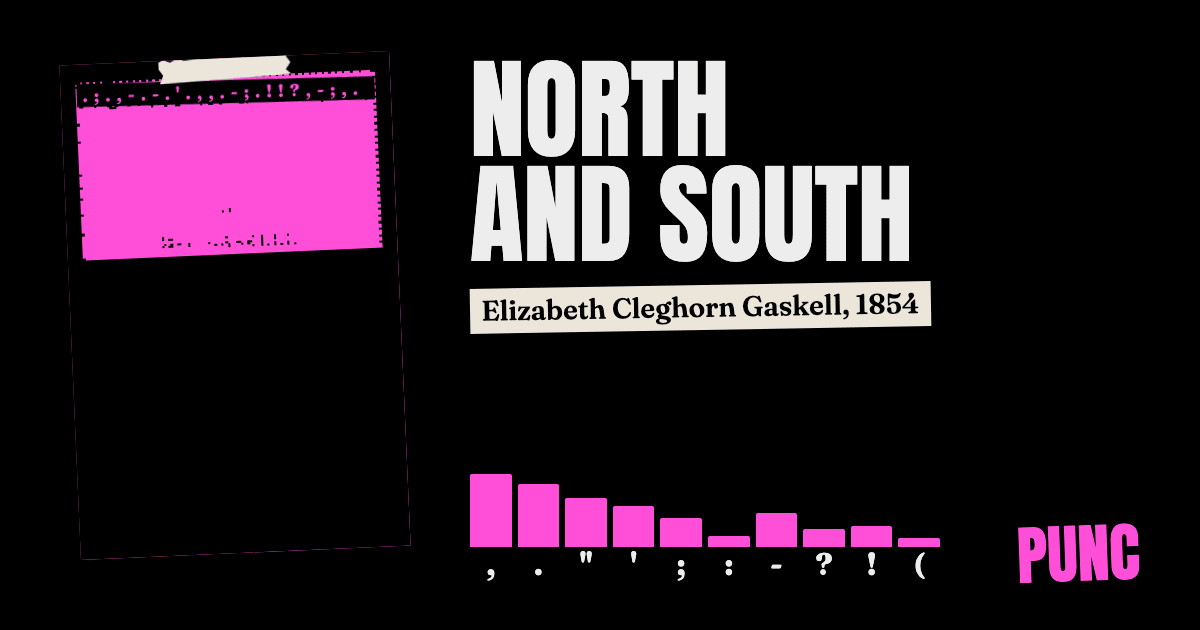 .;.,-.-.'.,,.-;.!!?,-;,.
NORTH
AND SOUTH
Elizabeth Cleghorn Gaskell, 1854
, . " ' ; : - ? ! (
PUNC